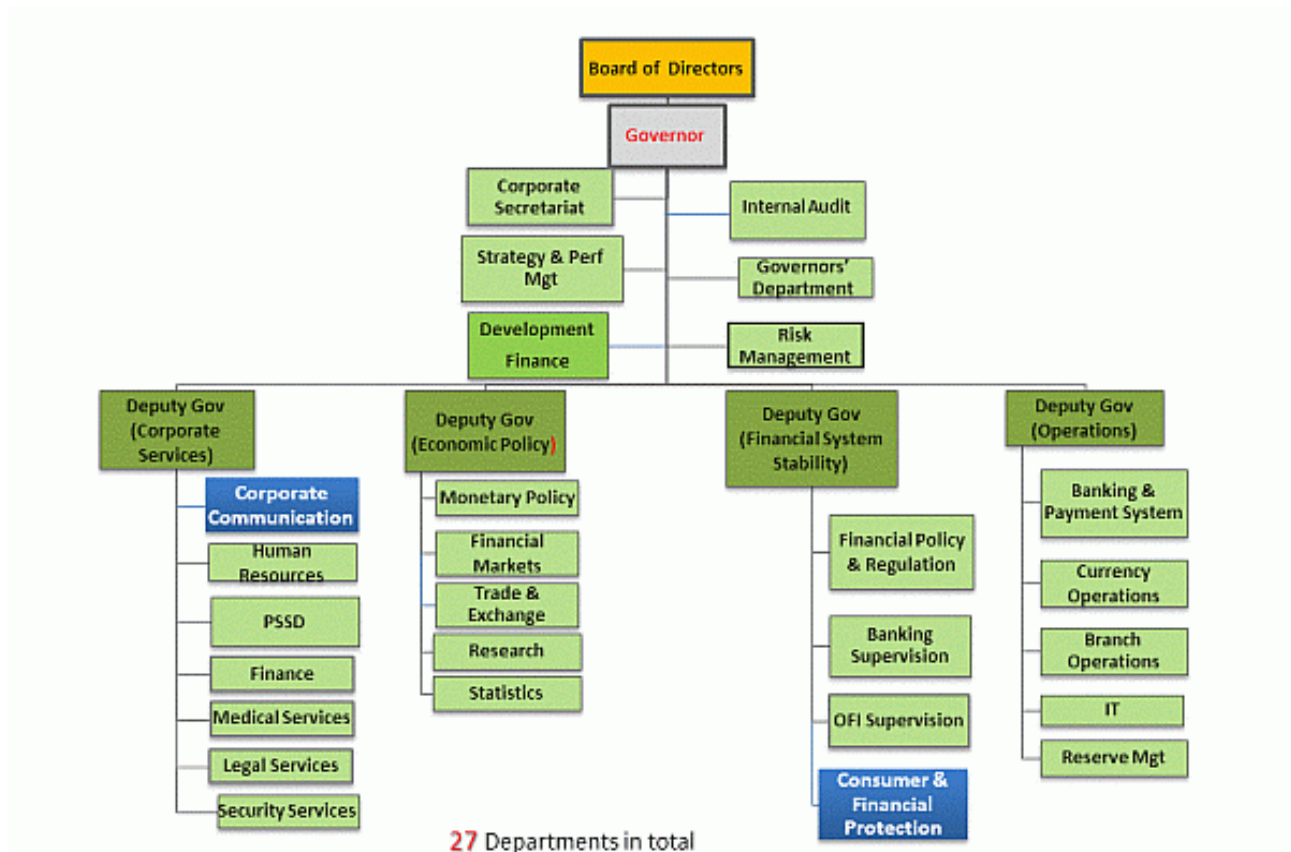 Board of Directors
Governor
Corporate
Secretariat
Internal Audit
Strategy & Perf
Mgt
Governors'
Department
Development
Finance
Risk
Management
Deputy Gov
(Corporate
Services)
Deputy Gov
(Economic Policy)
Deputy Gov
(Financial System
Stability)
Deputy Gov
(Operations)
Corporate
Communication
Human
Resources
PSSD
Finance
Medical Services
Legal Services
Security Services
Monetary Policy
Financial
Markets
Trade &
Exchange
Research
Statistics
Financial Policy
& Regulation
Banking
Supervision
OFI Supervision
Consumer &
Financial
Protection
Banking &
Payment System
Currency
Operations
Branch
Operations
IT
Reserve Mgt
27 Departments in total